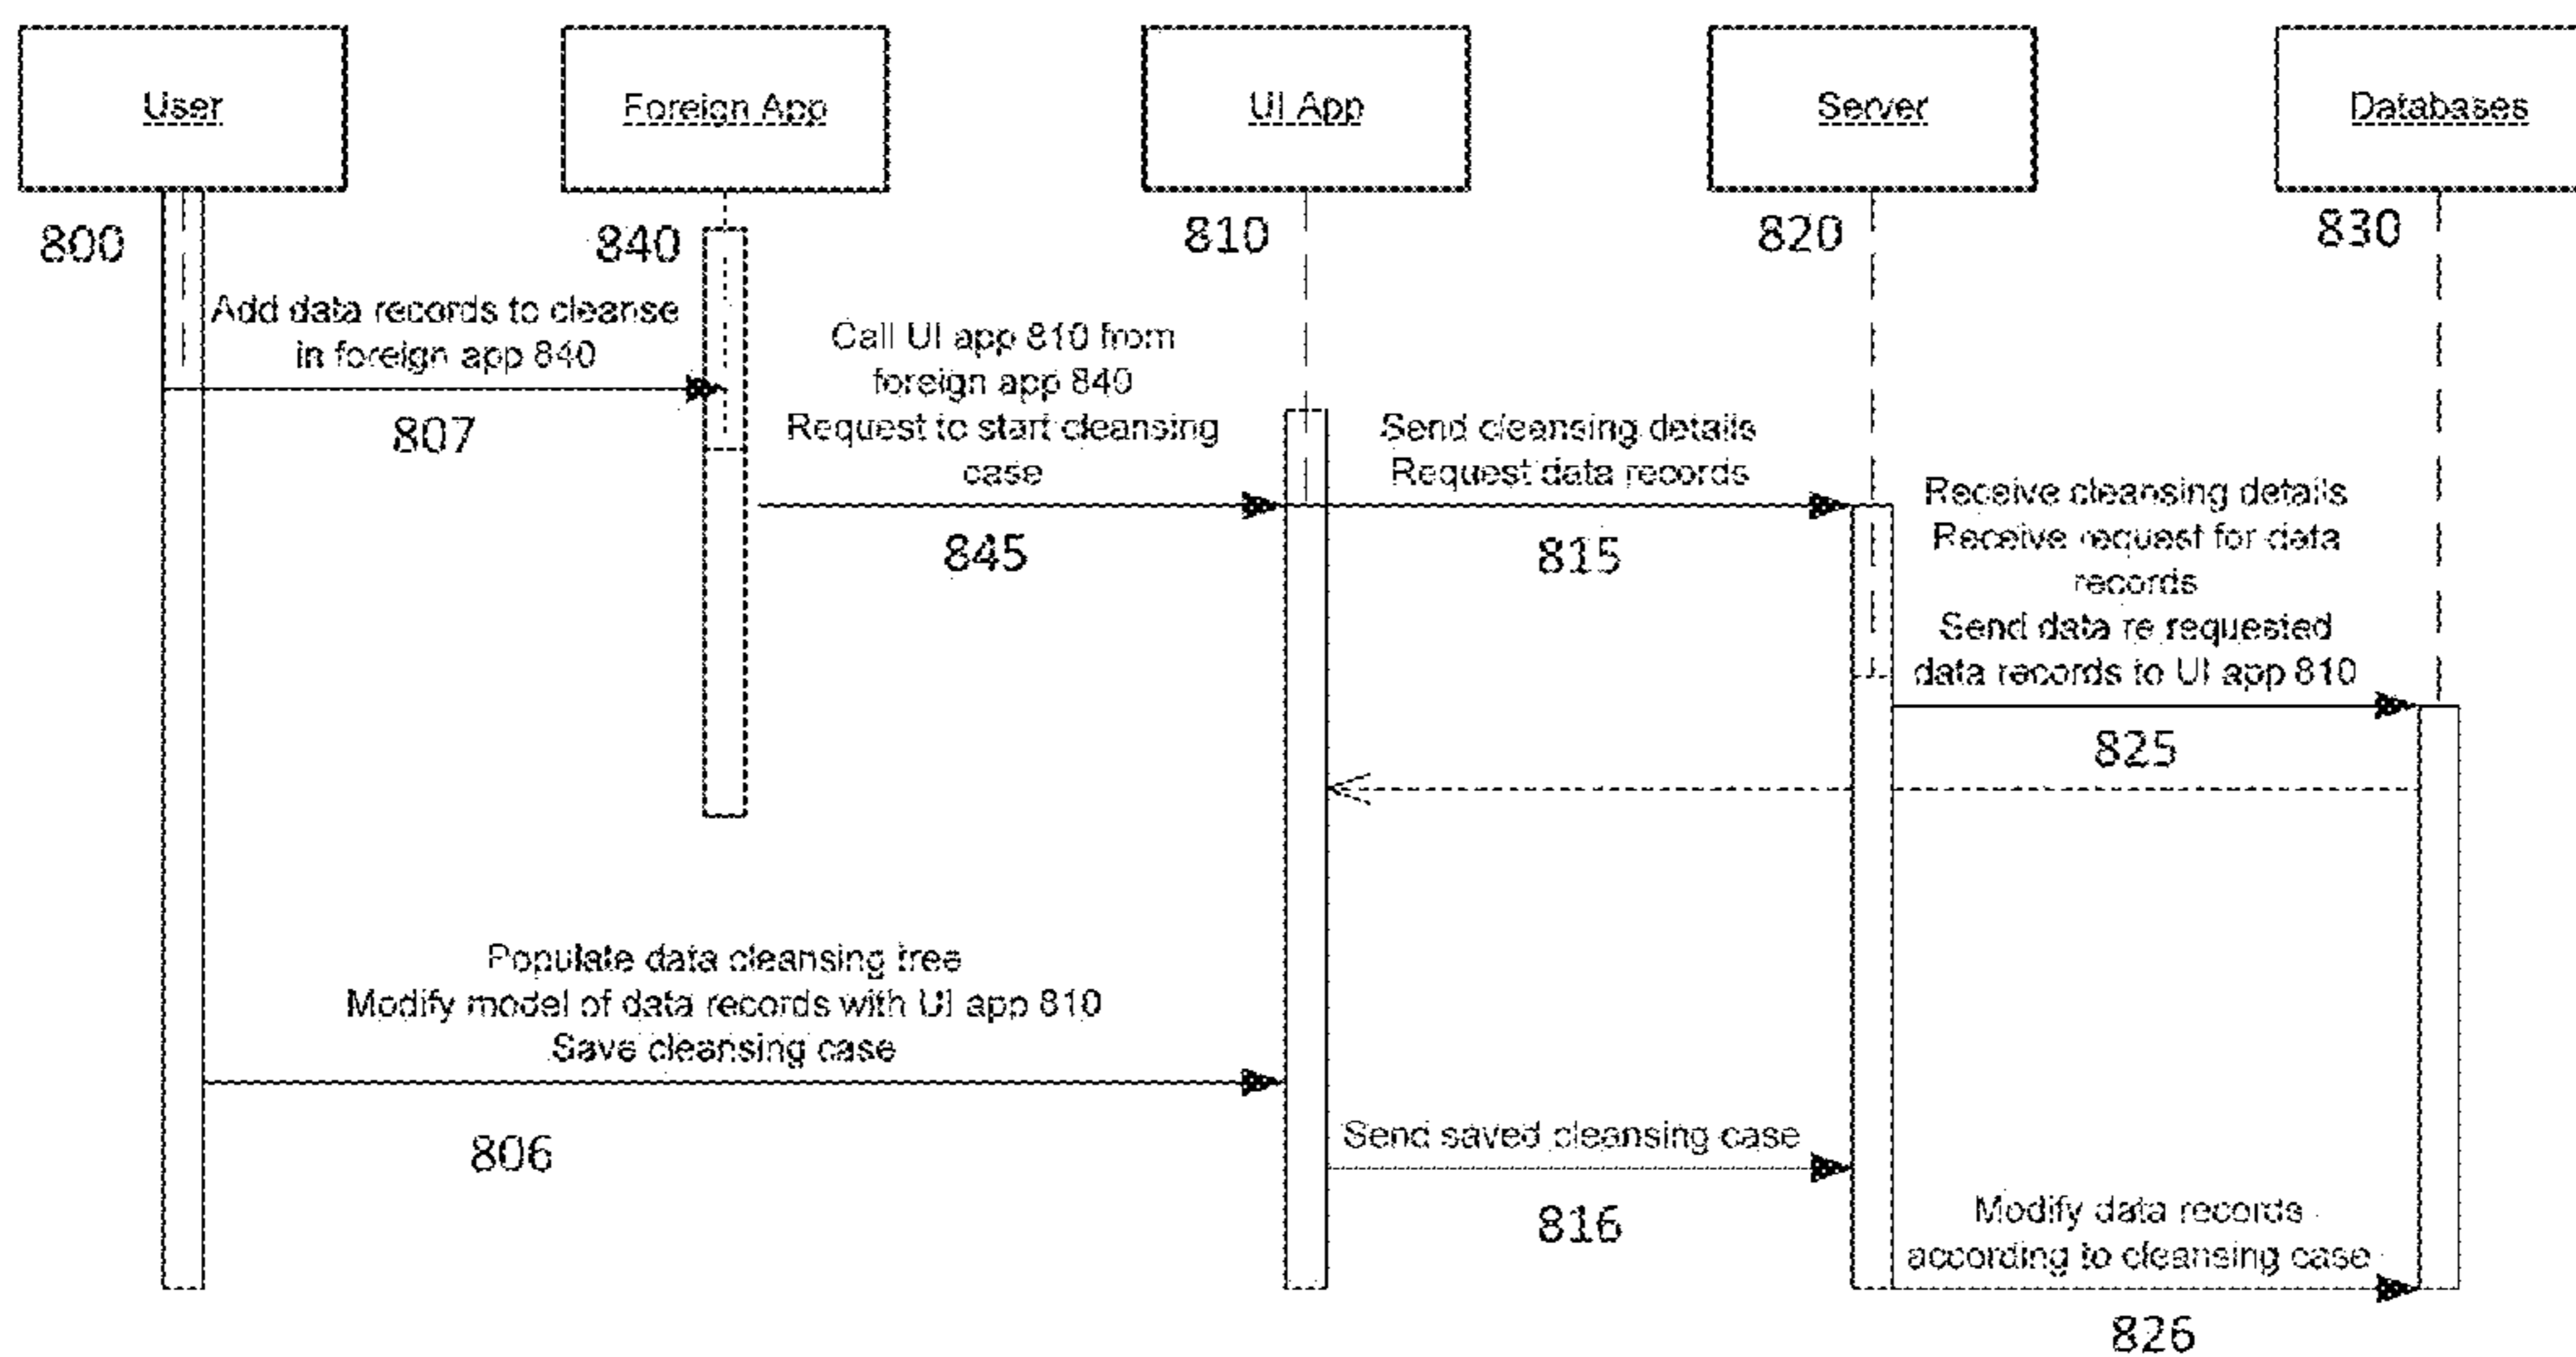 User
Foreign App
UI App
Server
Databases
800
840
810
820
830
Add data records to cleanse
in foreign app 840
807
Call UI app 810 from
foreign app 840
Request to start cleansing
case
845
Send cleansing details
Request data records
815
Receive cleansing details
Receive request for data
records
Send data re requested
data records to UI app 810
825
Populate data cleansing tree
Modify model of data records with UI app 810
Save cleansing case
806
Send saved cleansing case
816
Modify data records
according to cleansing case
826